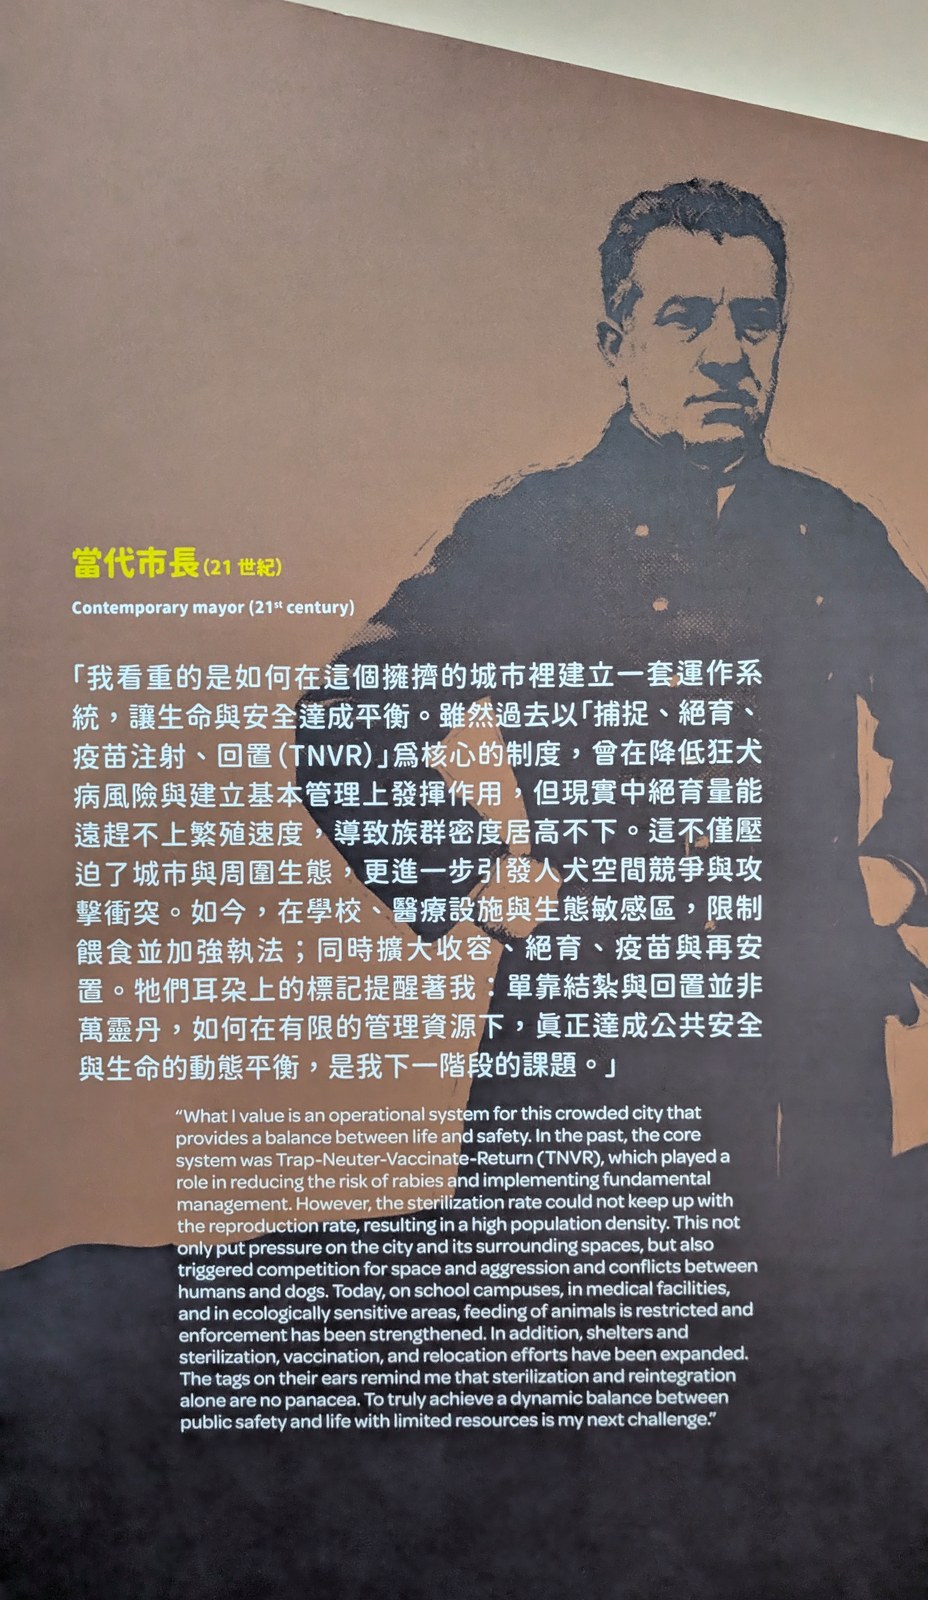 當代市長(21 世紀)
Contemporary mayor (21st century)
「我看重的是如何在這個擁擠的城市裡建立一套運作系
統，讓生命與安全達成平衡。雖然過去以「捕捉、絕育、
疫苗注射、回置(TNVR)」為核心的制度，曾在降低狂犬
病風險與建立基本管理上發揮作用，但現實中絕育量能
遠趕不上繁殖速度，導致族群密度居高不下。這不僅壓
迫了城市與周圍生態，更進一步引發人犬空間競爭與攻
擊衝突。如今，在學校、醫療設施與生態敏感區，限制
餵食並加強執法；同時擴大收容、絕育、疫苗與再安
置。牠們耳朵上的標記提醒著我：單靠結紮與回置並非
萬靈丹，如何在有限的管理資源下，真正達成公共安全
與生命的動態平衡，是我下一階段的課題。」
“What I value is an operational system for this crowded city that
provides a balance between life and safety. In the past, the core
system was Trap-Neuter-Vaccinate-Return (TNVR), which played a
role in reducing the risk of rabies and implementing fundamental
management. However, the sterilization rate could not keep up with
the reproduction rate, resulting in a high population density. This not
only put pressure on the city and its surrounding spaces, but also
triggered competition for space and aggression and conflicts between
humans and dogs. Today, on school campuses, in medical facilities,
and in ecologically sensitive areas, feeding of animals is restricted and
enforcement has been strengthened. In addition, shelters and
sterilization, vaccination, and relocation efforts have been expanded.
The tags on their ears remind me that sterilization and reintegration
alone are no panacea. To truly achieve a dynamic balance between
public safety and life with limited resources is my next challenge.”